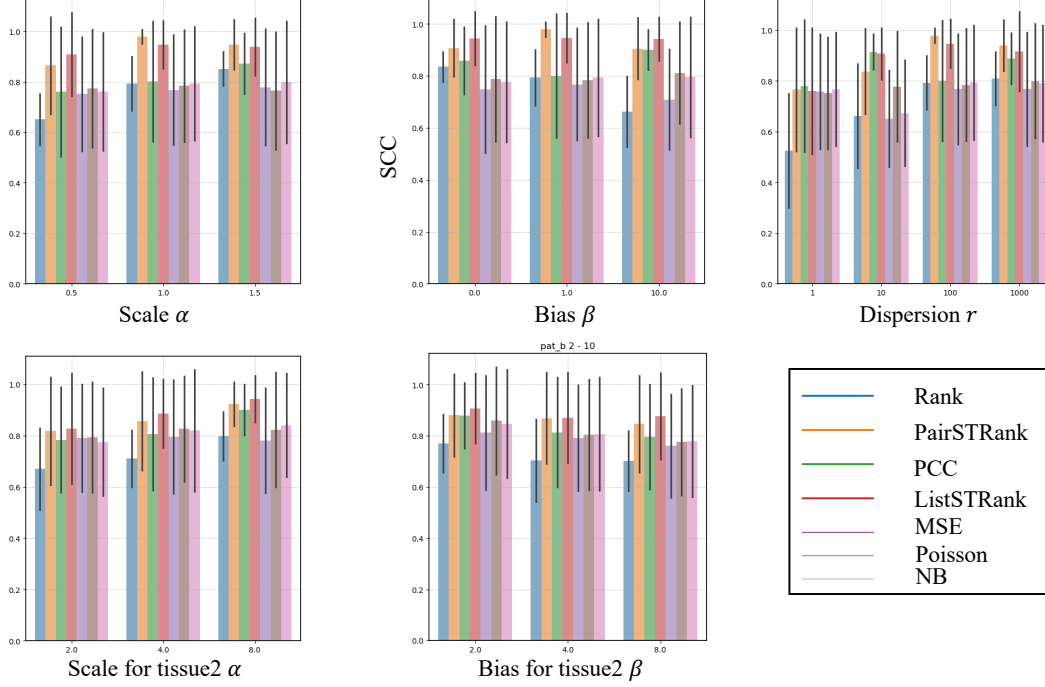 1.0
0.8
0.6
0.4
0.2
0.0
0.5 1.0 1.5
Scale α
SCC
1.0
0.8
0.6
0.4
0.2
0.0
0.0 1.0 10.0
Bias β
1.0
0.8
0.6
0.4
0.2
0.0
1 10 100 1000
Dispersion r
1.0
0.8
0.6
0.4
0.2
0.0
2.0 4.0 8.0
Scale for tissue2 α
pat_b 2 - 10
1.0
0.8
0.6
0.4
0.2
0.0
2.0 4.0 8.0
Bias for tissue2 β
Rank
PairSTRank
PCC
ListSTRank
MSE
Poisson
NB